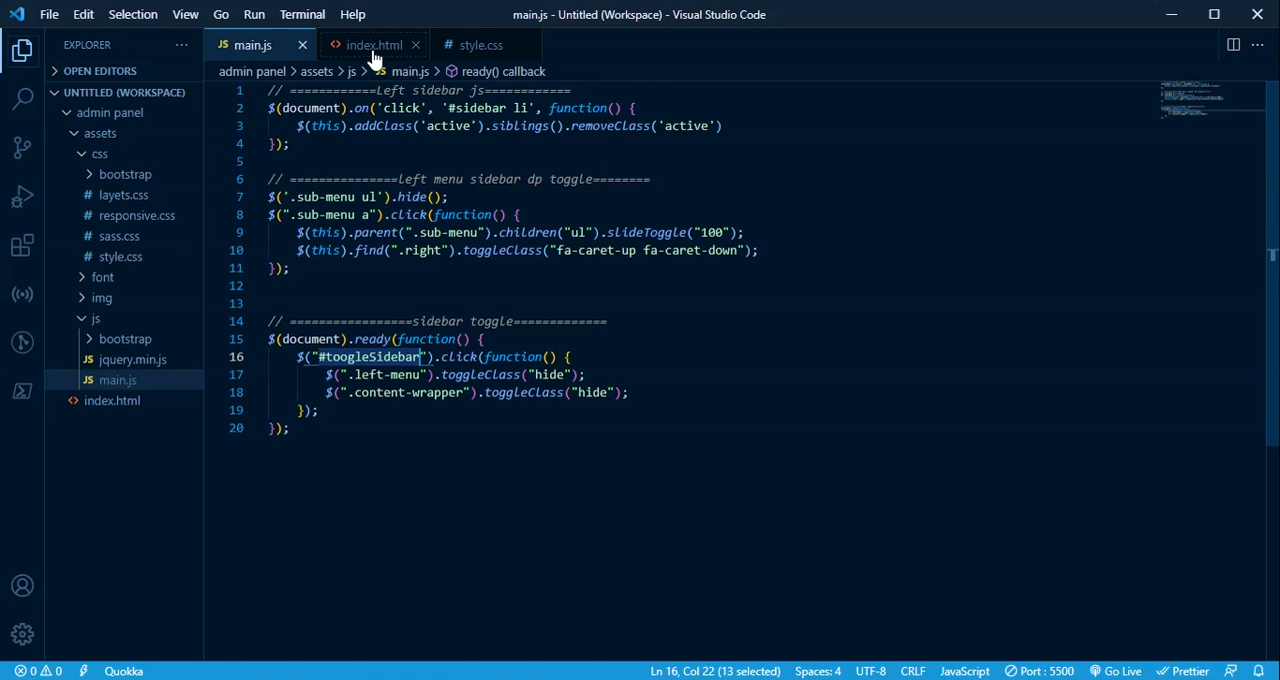 File Edit Selection View Go Run Terminal Help
main.js - Untitled (Workspace) - Visual Studio Code
EXPLORER
JS main.js
<> index.html
# style.css
admin panel > assets > js > JS main.js > ready() callback
OPEN EDITORS
UNTITLED (WORKSPACE)
admin panel
assets
css
bootstrap
# layets.css
# responsive.css
# sass.css
# style.css
font
img
js
bootstrap
JS jquery.min.js
JS main.js
<> index.html
1 // ============Left sidebar js============
2 $(document).on('click', '#sidebar li', function() {
3 $(this).addClass('active').siblings().removeClass('active')
4 });
5
6 // ===============left menu sidebar dp toggle========
7 $('.sub-menu ul').hide();
8 $(".sub-menu a").click(function() {
9 $(this).parent(".sub-menu").children("ul").slideToggle("100");
10 $(this).find(".right").toggleClass("fa-caret-up fa-caret-down");
11 });
12
13
14 // =================sidebar toggle=============
15 $(document).ready(function() {
16 $("#toogleSidebar").click(function() {
17 $(".left-menu").toggleClass("hide");
18 $(".content-wrapper").toggleClass("hide");
19 });
20 });
0 0 Quokka
Ln 16, Col 22 (13 selected) Spaces: 4 UTF-8 CRLF JavaScript Port : 5500 Go Live Prettier